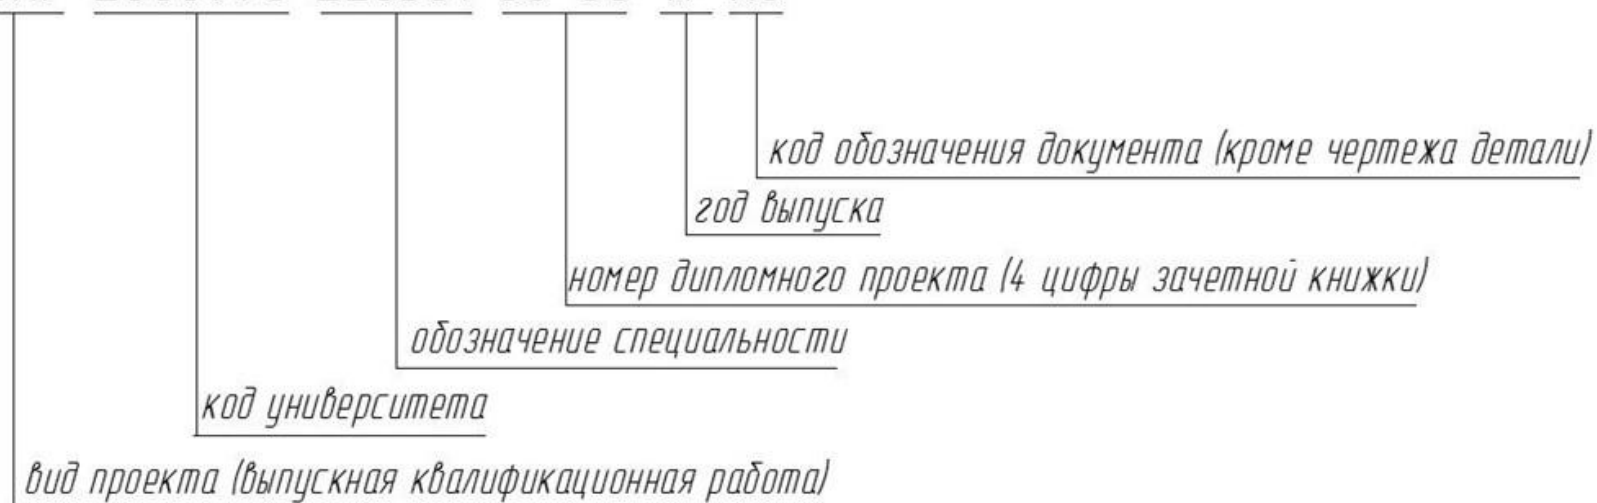 код обозначения документа (кроме чертежа детали)
год выпуска
номер дипломного проекта (4 цифры зачетной книжки)
обозначение специальности
код университета
вид проекта (выпускная квалификационная работа)